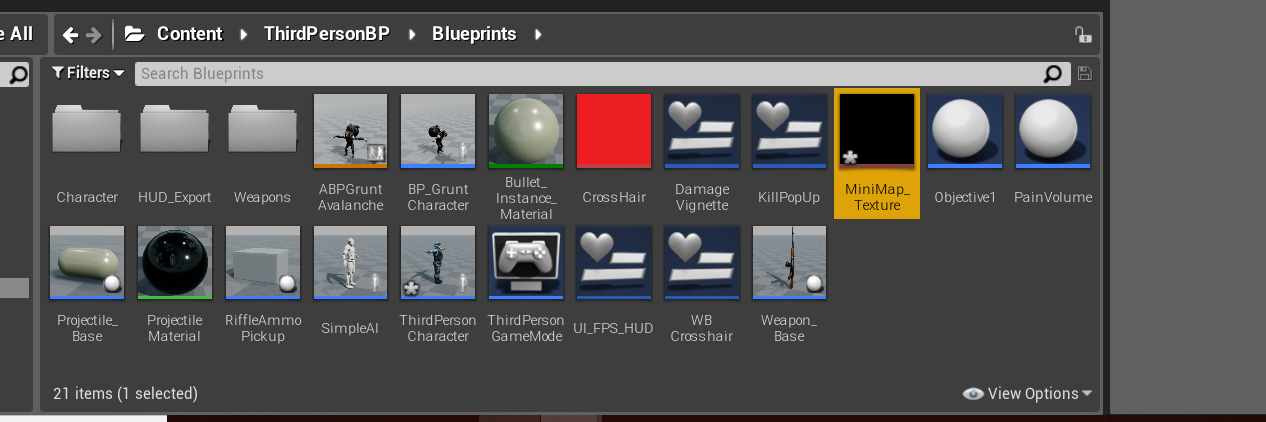 e All
Content
ThirdPersonBP
Blueprints
Filters
Search Blueprints
Character
HUD_Export
Weapons
ABPGrunt
Avalanche
BP_Grunt
Character
Bullet_
Instance_
Material
CrossHair
Damage
Vignette
KillPopUp
MiniMap_
Texture
Objective1
PainVolume
Projectile_
Base
Projectile
Material
RiffleAmmo
Pickup
SimpleAI
ThirdPerson
Character
ThirdPerson
GameMode
UI_FPS_HUD
WB
Crosshair
Weapon_
Base
21 items (1 selected)
View Options